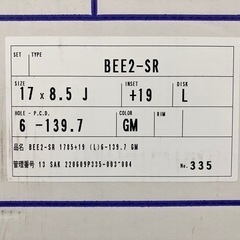 SET TYPE
BEE2-SR
SIZE INSET DISK
17 x 8.5 J +19 L
HOLE - P.C.D. COLOR RIM
6 -139.7 GM
品名 BEE2-SR 1785+19 (L)6-139.7 GM
管理番号 13 SAK 220609P335-003*004 No.335